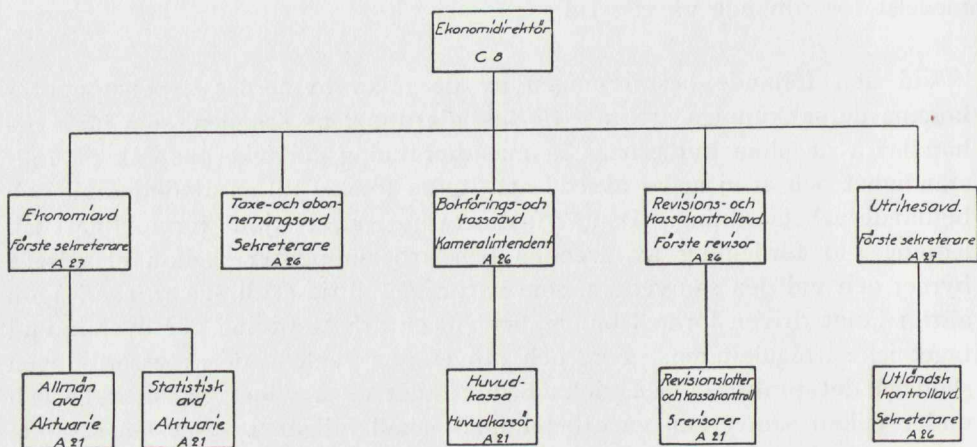 Ekonomidirektör
C 8
Ekonomiavd
Förste sekreterare
A 27
Taxe- och abon-
nemangsavd
Sekreterare
A 26
Bokförings- och
kassaavd
Kameralintendent
A 26
Revisions- och
kassakontrollavd
Förste revisor
A 26
Utrikesavd.
Förste sekreterare
A 27
Allmän
avd
Aktuarie
A 21
Statistisk
avd
Aktuarie
A 21
Huvud-
kassa
Huvudkassör
A 21
Revisionslotter
och kassakontroll
5 revisorer
A 21
Utländsk
kontrollavd
Sekreterare
A 26